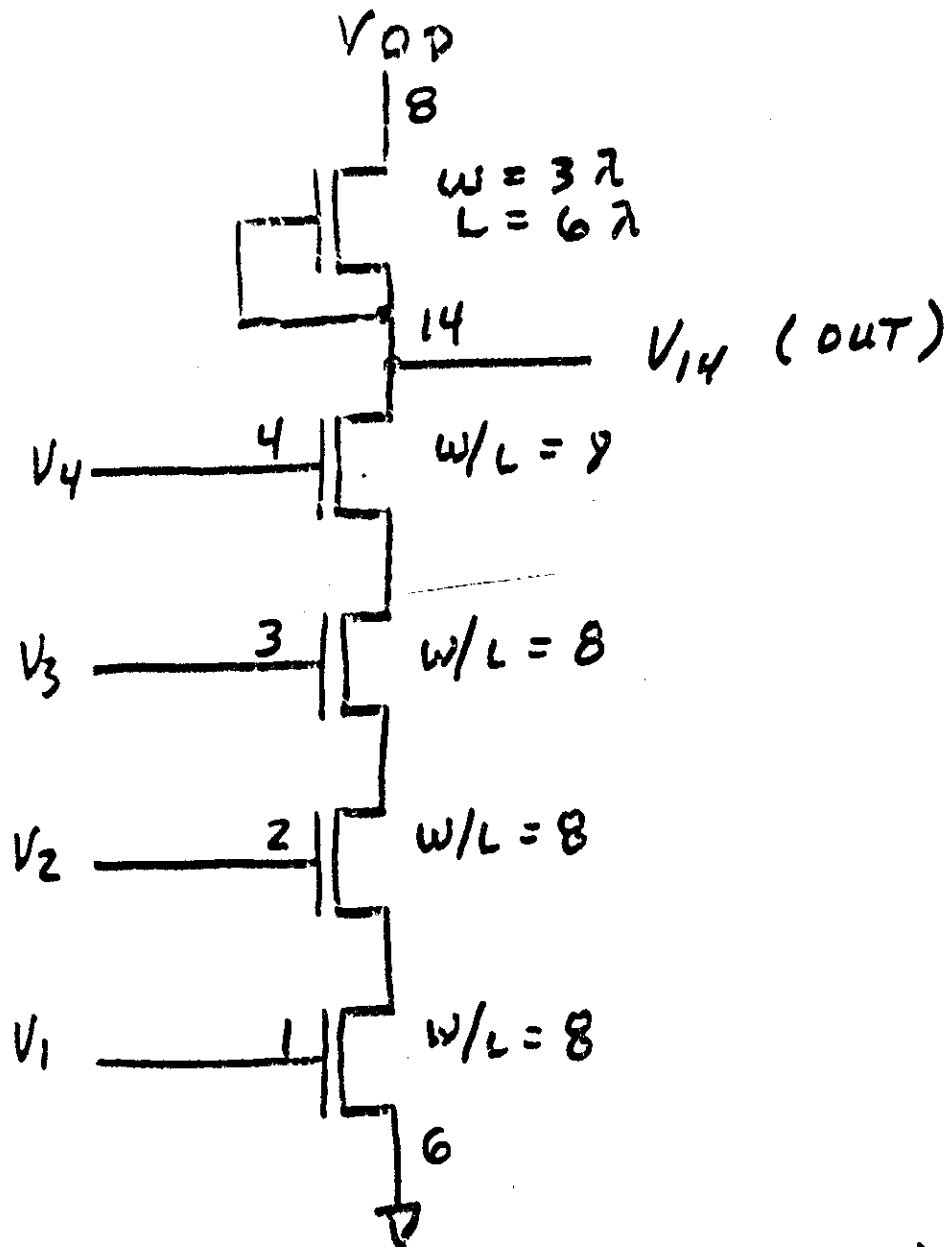 VDD
8
W = 3 λ
L = 6 λ
14
V14 (OUT)
V4 4 W/L = 8
V3 3 W/L = 8
V2 2 W/L = 8
V1 1 W/L = 8
6